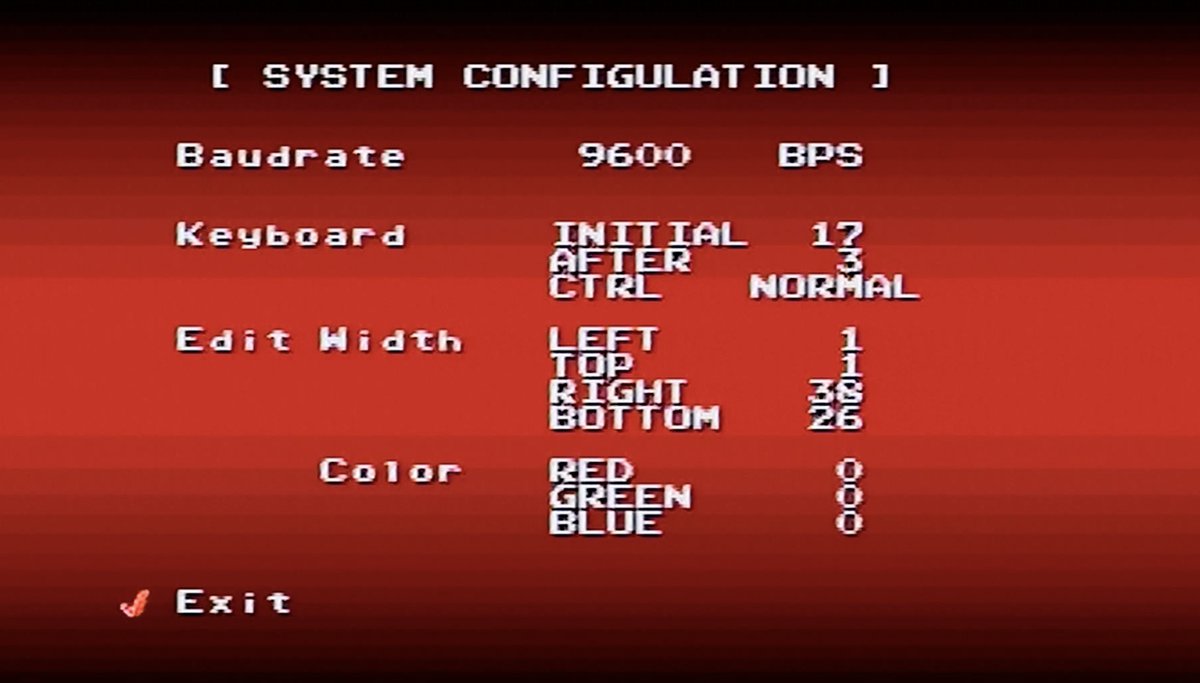 [ SYSTEM CONFIGULATION ]
Baudrate 9600 BPS
Keyboard INITIAL 17
AFTER 3
CTRL NORMAL
Edit Width LEFT 1
TOP 1
RIGHT 38
BOTTOM 26
Color RED 0
GREEN 0
BLUE 0
Exit